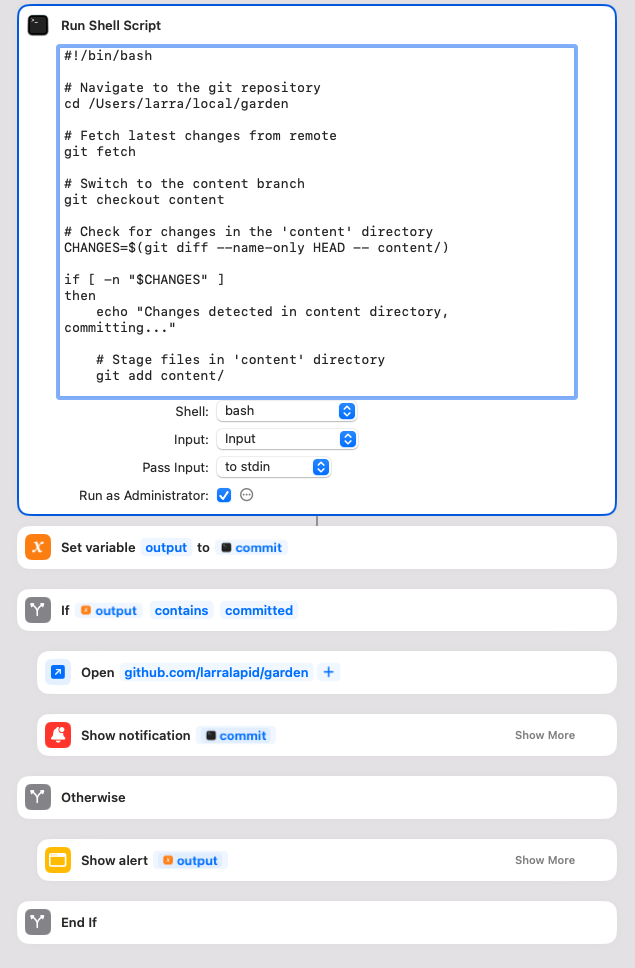 Run Shell Script
#!/bin/bash
# Navigate to the git repository
cd /Users/larra/local/garden
# Fetch latest changes from remote
git fetch
# Switch to the content branch
git checkout content
# Check for changes in the 'content' directory
CHANGES=$(git diff --name-only HEAD -- content/)
if [ -n "$CHANGES" ]
then
    echo "Changes detected in content directory,
committing..."
    # Stage files in 'content' directory
    git add content/
Shell: bash
Input: Input
Pass Input: to stdin
Run as Administrator:
Set variable output to commit
If output contains committed
Open github.com/larralapid/garden +
Show notification commit Show More
Otherwise
Show alert output Show More
End If